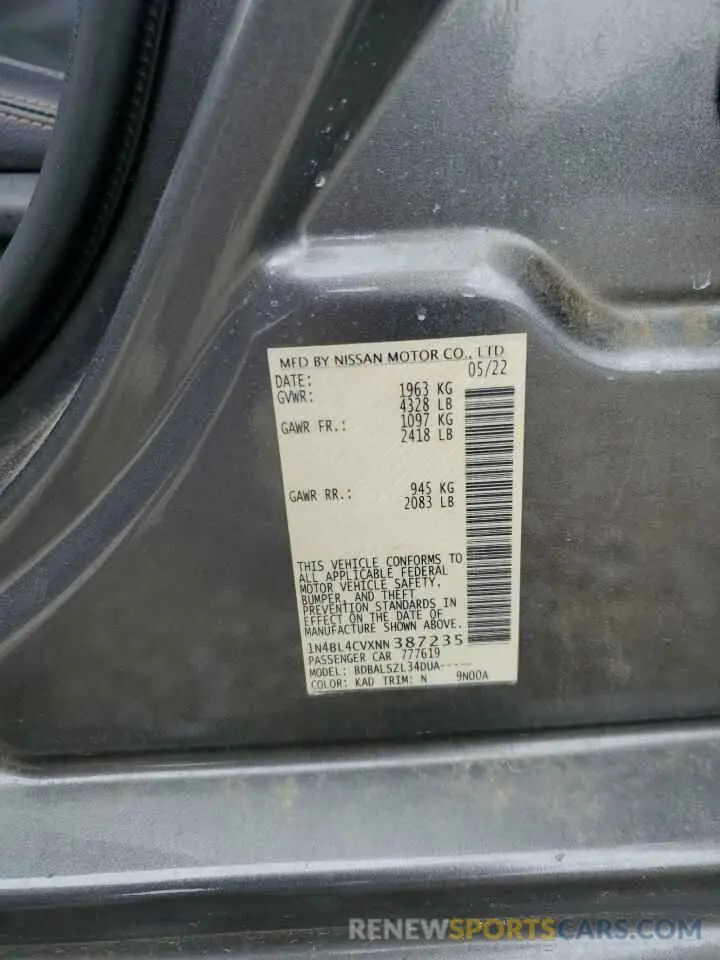 MFD BY NISSAN MOTOR CO., LTD
DATE: 05/22
GVWR: 1963 KG
4328 LB
GAWR FR.: 1097 KG
2418 LB
GAWR RR.: 945 KG
2083 LB
THIS VEHICLE CONFORMS TO
ALL APPLICABLE FEDERAL
MOTOR VEHICLE SAFETY,
BUMPER, AND THEFT
PREVENTION STANDARDS IN
EFFECT ON THE DATE OF
MANUFACTURE SHOWN ABOVE.
1N4BL4CVXNN387235
PASSENGER CAR 777619
MODEL: BDBALSZL34DUA-----
COLOR: KAD TRIM: N 9N00A
RENEWSPORTSCARS.COM